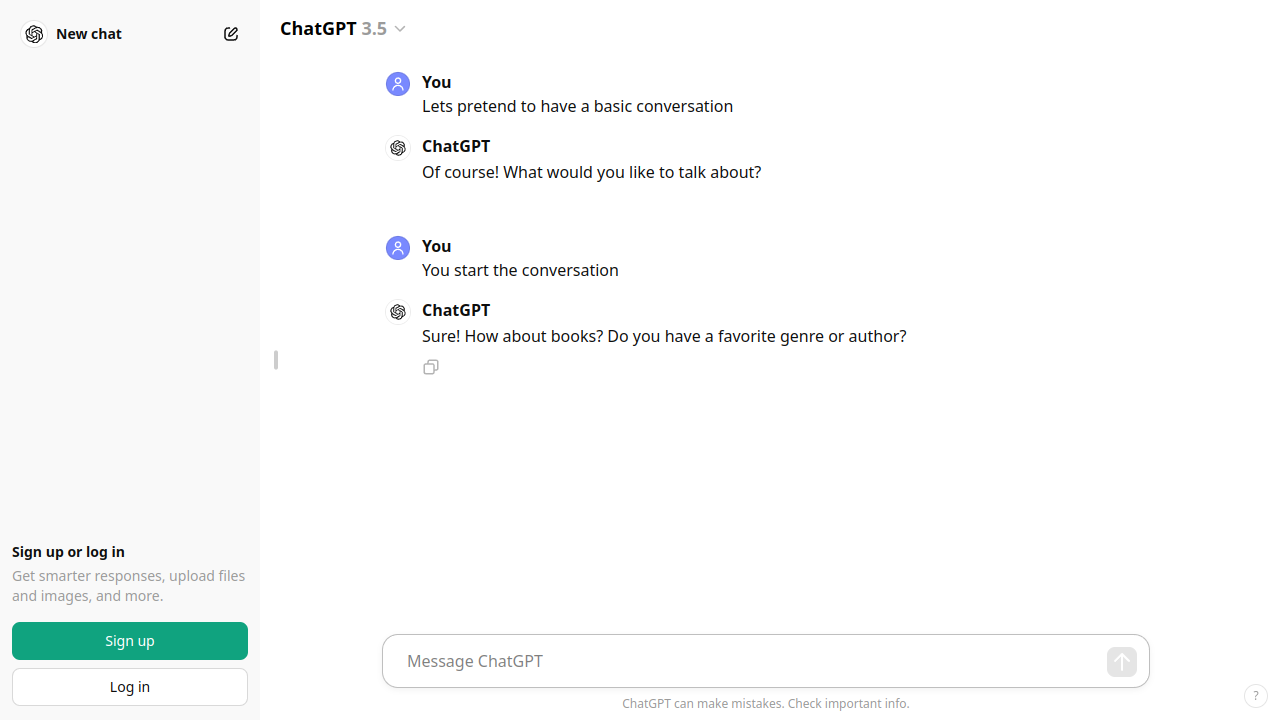 New chat
ChatGPT 3.5
You
Lets pretend to have a basic conversation
ChatGPT
Of course! What would you like to talk about?
You
You start the conversation
ChatGPT
Sure! How about books? Do you have a favorite genre or author?
Sign up or log in
Get smarter responses, upload files
and images, and more.
Sign up
Log in
Message ChatGPT
ChatGPT can make mistakes. Check important info.
?